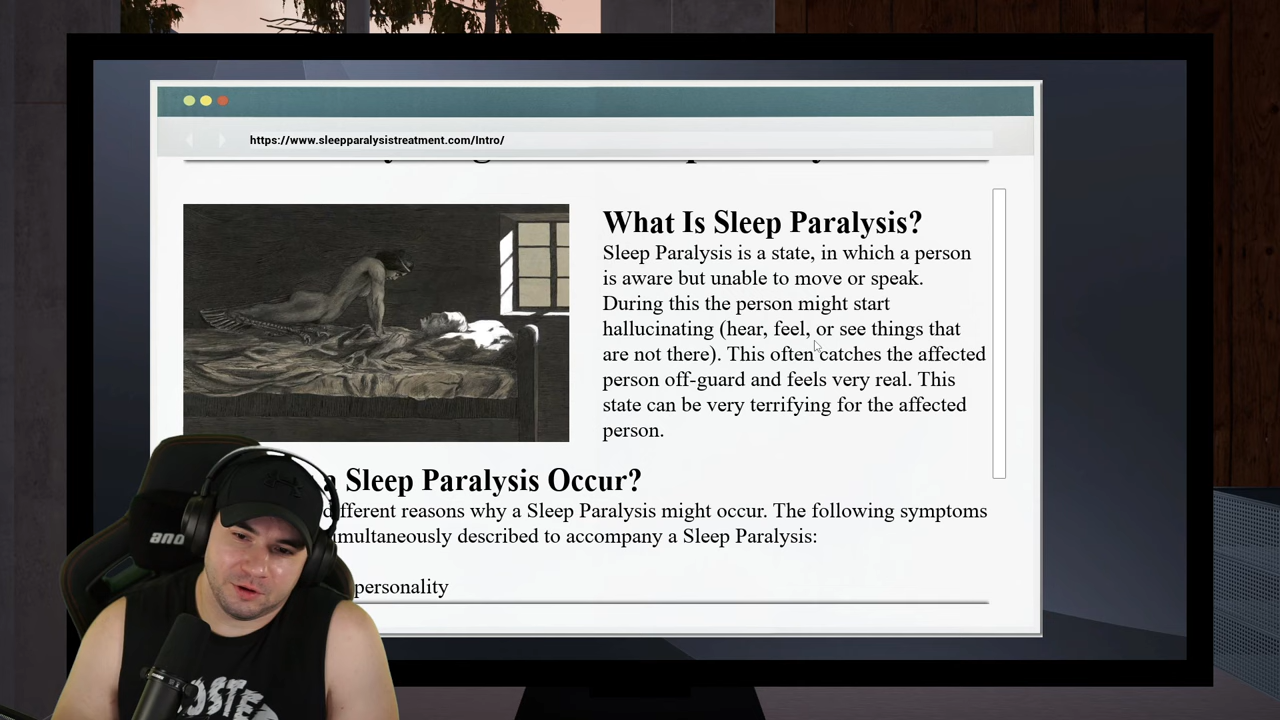 https://www.sleepparalysistreatment.com/Intro/
What Is Sleep Paralysis?
Sleep Paralysis is a state, in which a person
is aware but unable to move or speak.
During this the person might start
hallucinating (hear, feel, or see things that
are not there). This often catches the affected
person off-guard and feels very real. This
state can be very terrifying for the affected
person.
a Sleep Paralysis Occur?
different reasons why a Sleep Paralysis might occur. The following symptoms
simultaneously described to accompany a Sleep Paralysis:
personality